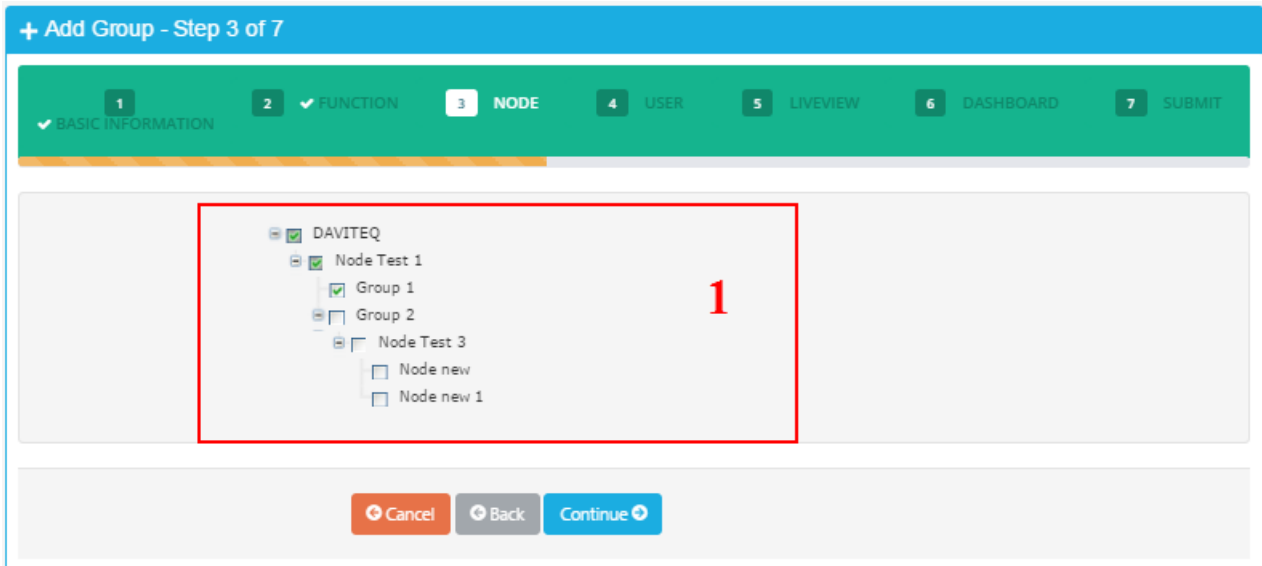 Add Group - Step 3 of 7
1 BASIC INFORMATION
2 FUNCTION
3 NODE
4 USER
5 LIVEVIEW
6 DASHBOARD
7 SUBMIT
DAVITEQ
Node Test 1
Group 1
1
Group 2
Node Test 3
Node new
Node new 1
Cancel
Back
Continue